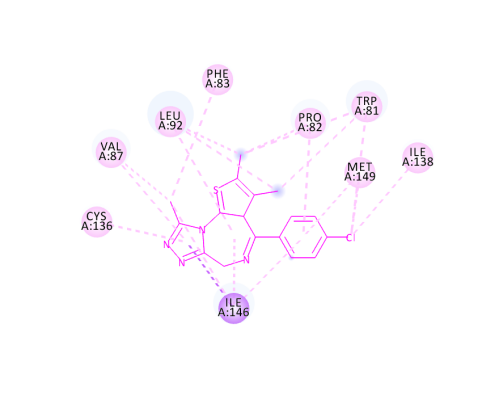 PHE
A:83
LEU
A:92
PRO
A:82
TRP
A:81
VAL
A:87
ILE
A:138
MET
A:149
S
CYS
A:136
N
N
N
N
Cl
ILE
A:146